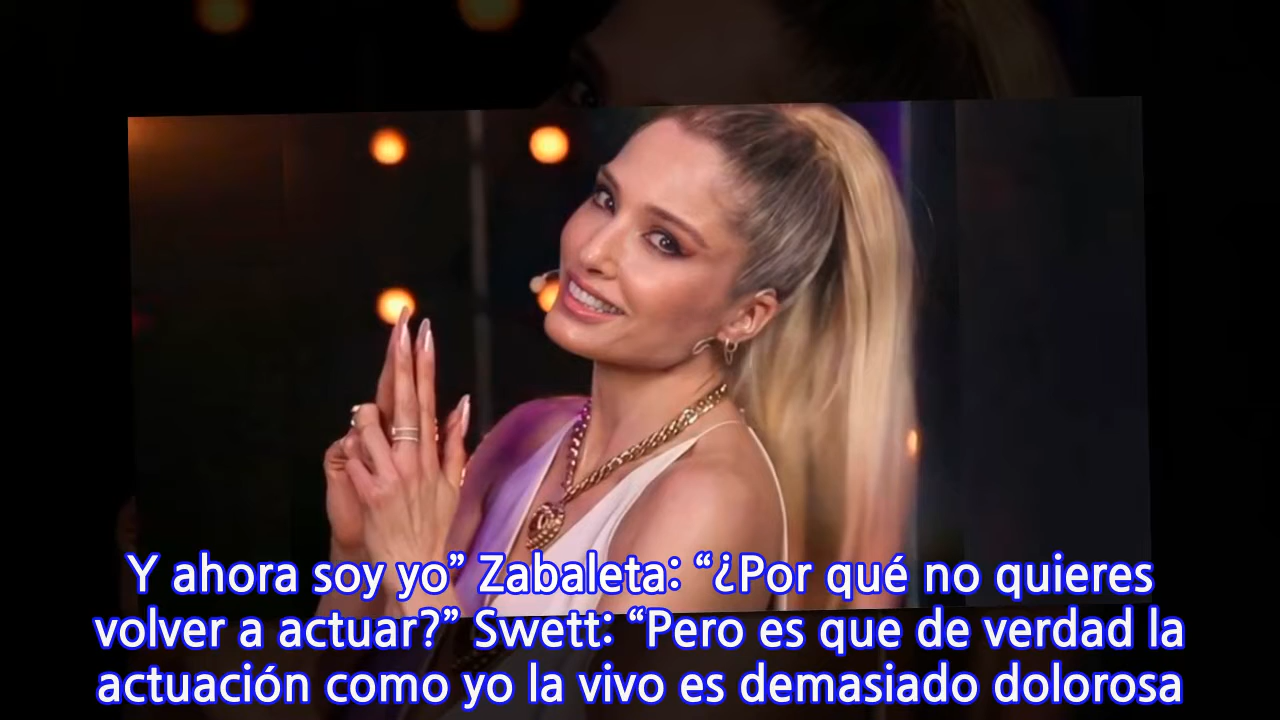 Y ahora soy yo” Zabaleta: “¿Por qué no quieres
volver a actuar?” Swett: “Pero es que de verdad la
actuación como yo la vivo es demasiado dolorosa